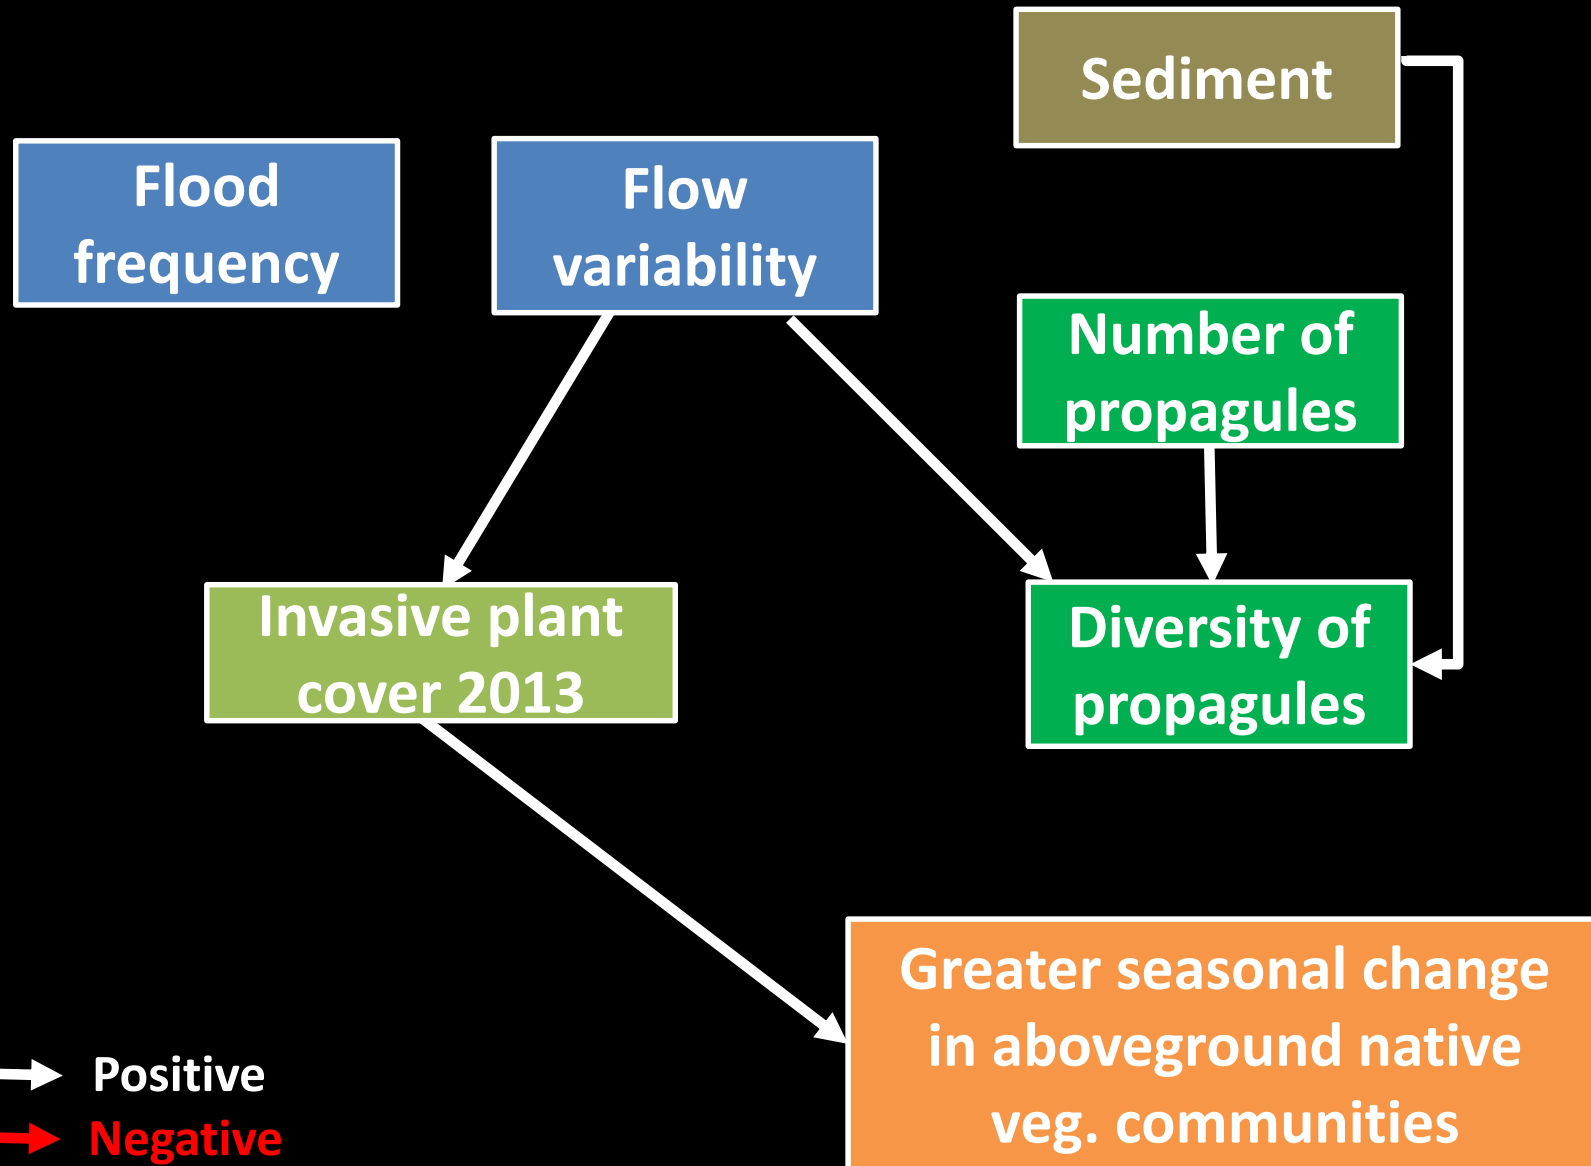 Sediment
Flood
frequency
Flow
variability
Number of
propagules
Invasive plant
cover 2013
Diversity of
propagules
Greater seasonal change
in aboveground native
veg. communities
Positive
Negative